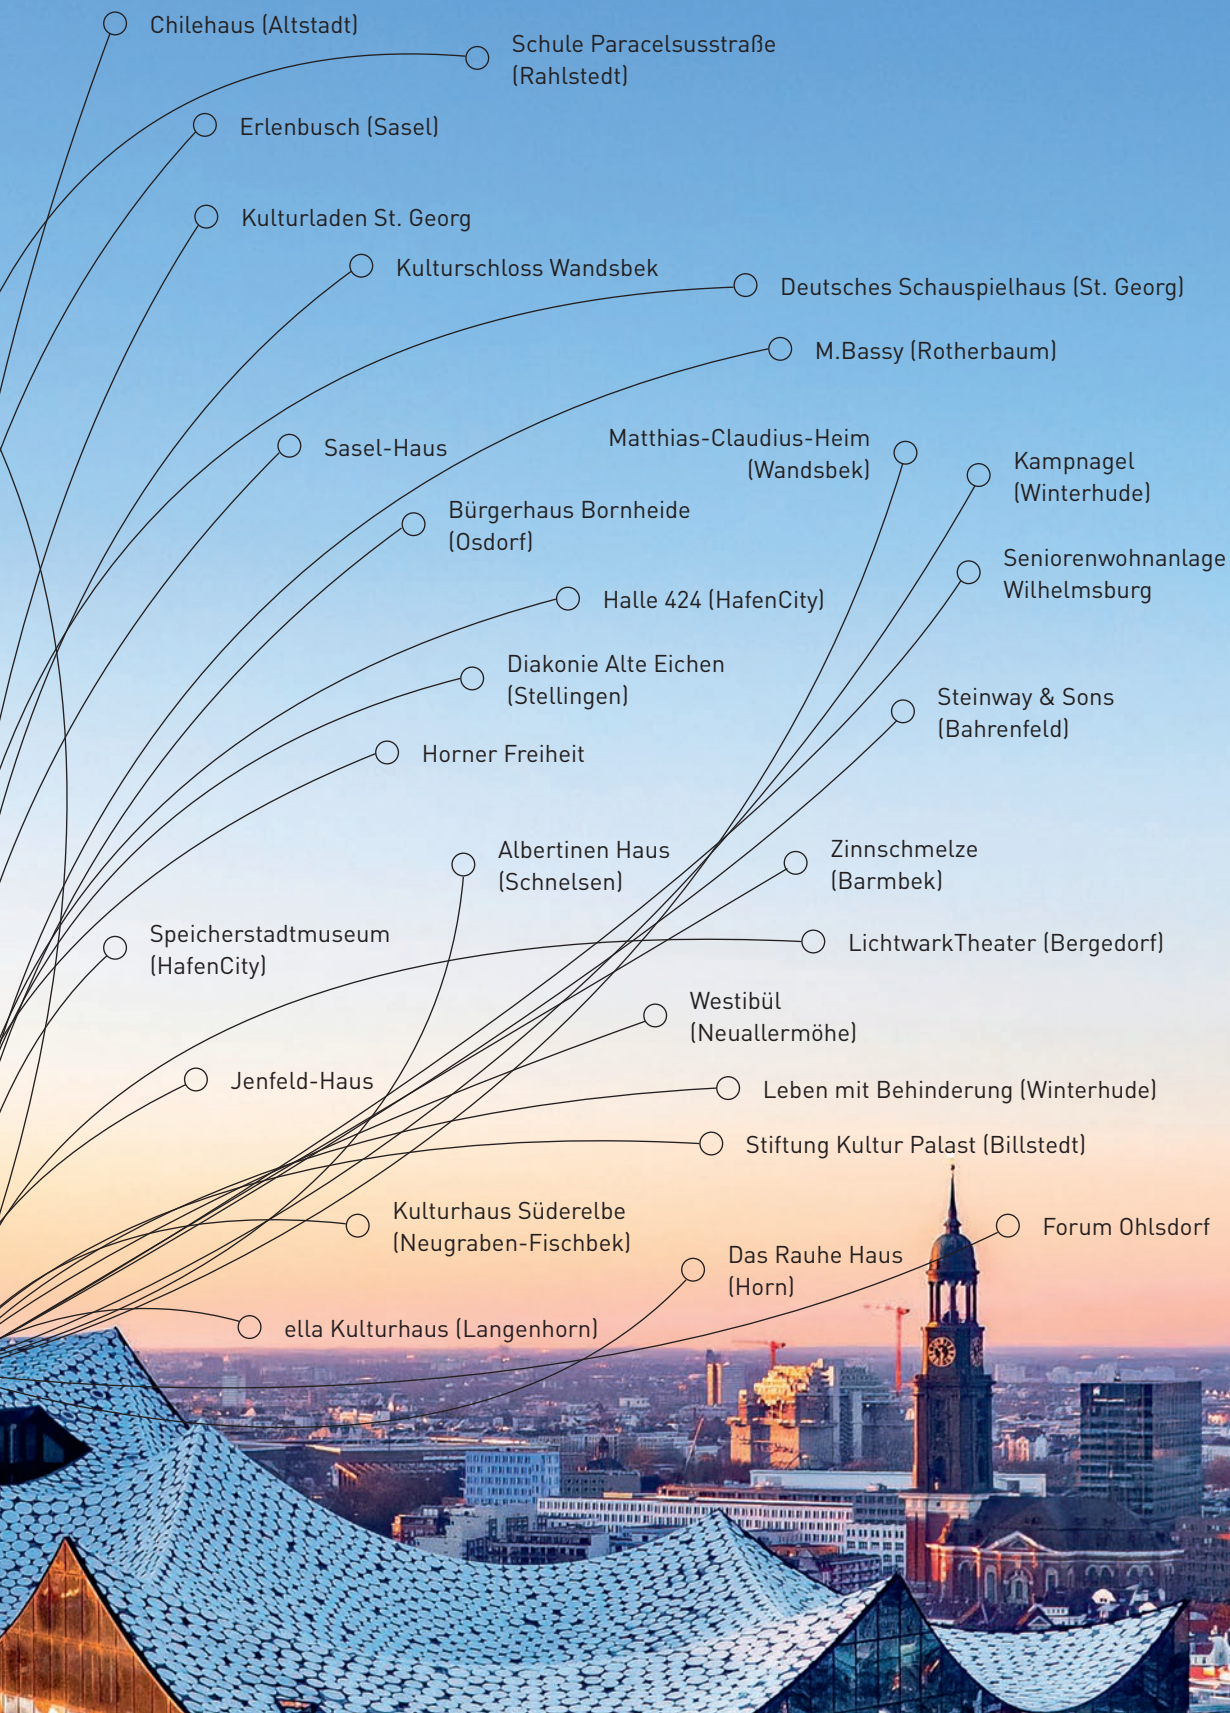 Chilehaus (Altstadt)
Schule Paracelsusstraße
(Rahlstedt)
Erlenbusch (Sasel)
Kulturladen St. Georg
Kulturschloss Wandsbek
Deutsches Schauspielhaus (St. Georg)
M.Bassy (Rotherbaum)
Matthias-Claudius-Heim
(Wandsbek)
Sasel-Haus
Kampnagel
(Winterhude)
Bürgerhaus Bornheide
(Osdorf)
Seniorenwohnanlage
Wilhelmsburg
Halle 424 (HafenCity)
Diakonie Alte Eichen
(Stellingen)
Steinway & Sons
(Bahrenfeld)
Horner Freiheit
Albertinen Haus
(Schnelsen)
Zinnschmelze
(Barmbek)
Speicherstadtmuseum
(HafenCity)
LichtwarkTheater (Bergedorf)
Westibül
(Neuallermöhe)
Jenfeld-Haus
Leben mit Behinderung (Winterhude)
Stiftung Kultur Palast (Billstedt)
Kulturhaus Süderelbe
(Neugraben-Fischbek)
Forum Ohlsdorf
Das Rauhe Haus
(Horn)
ella Kulturhaus (Langenhorn)